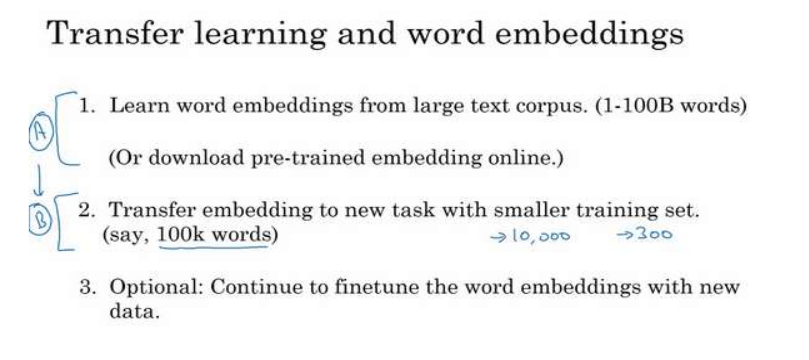 Transfer learning and word embeddings
A
1. Learn word embeddings from large text corpus. (1-100B words)
(Or download pre-trained embedding online.)
B
2. Transfer embedding to new task with smaller training set.
(say, 100k words) →10,000 →300
3. Optional: Continue to finetune the word embeddings with new
data.